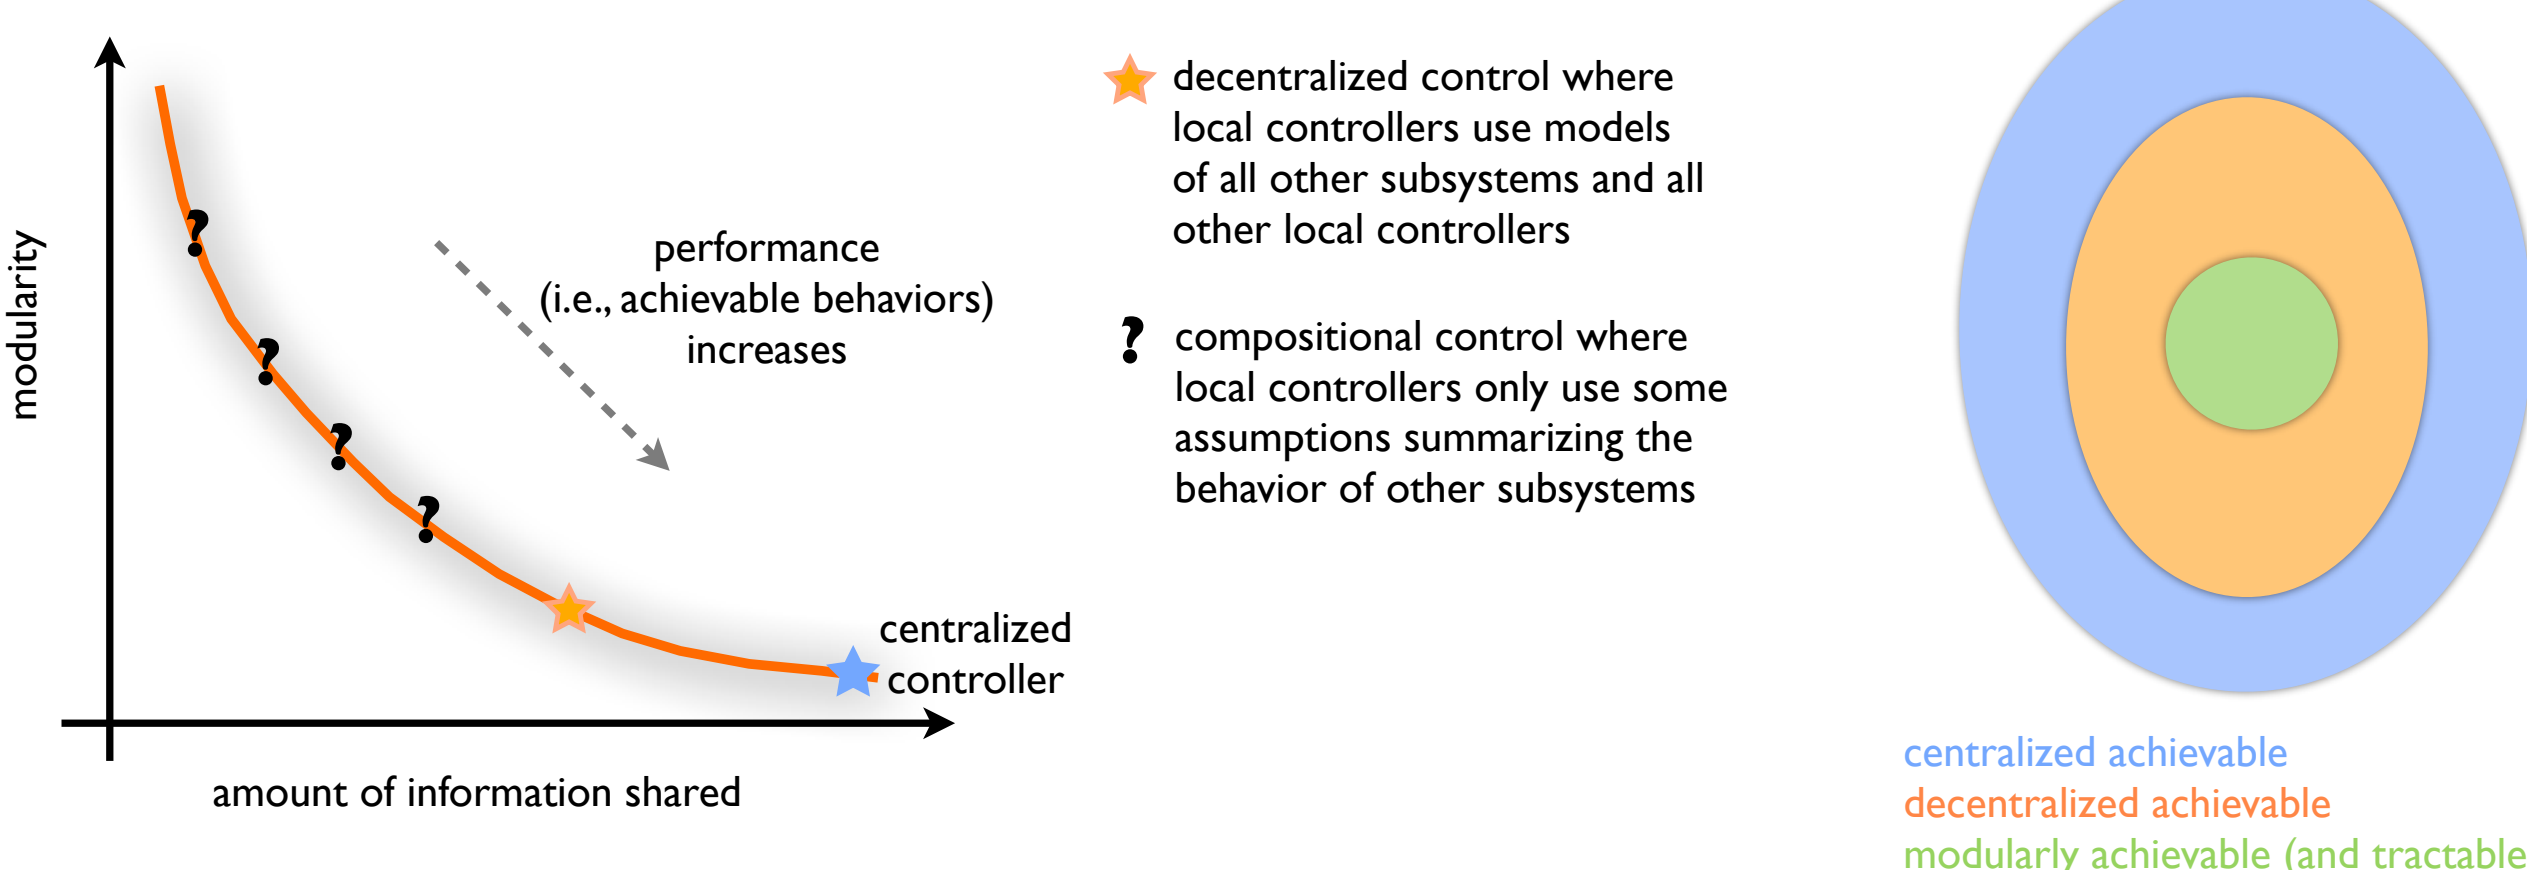 modularity
?
?
?
?
performance
(i.e., achievable behaviors)
increases
centralized
controller
amount of information shared
decentralized control where
local controllers use models
of all other subsystems and all
other local controllers
?
compositional control where
local controllers only use some
assumptions summarizing the
behavior of other subsystems
centralized achievable
decentralized achievable
modularly achievable (and tractable